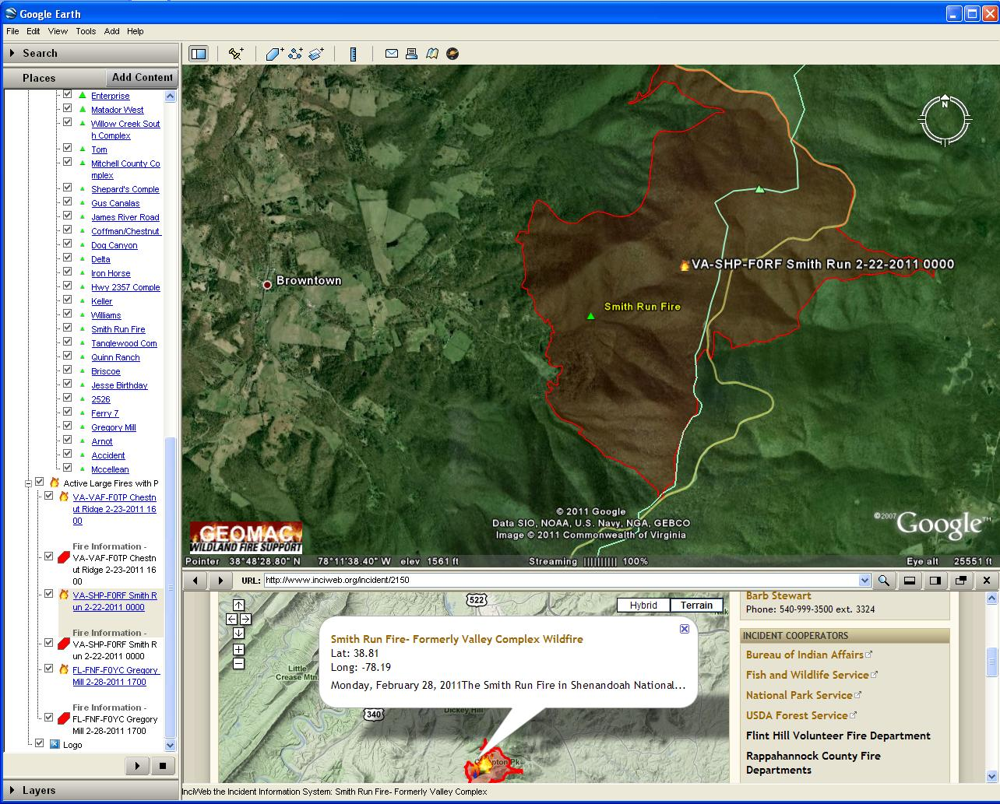 Google Earth
File Edit View Tools Add Help
Search
Places
Add Content
Enterprise
Matador West
Willow Creek Sout
h Complex
Tom
Mitchell County Co
mplex
Shepard's Comple
Gus Canalas
James River Road
Coffman/Chestnut
Dog Canyon
Delta
Iron Horse
Hwy 2357 Comple
Keller
Williams
Smith Run Fire
Tanglewood Com
Quinn Ranch
Briscoe
Jesse Birthday
2526
Ferry 7
Gregory Mill
Arnot
Accident
Mccellean
Active Large Fires with P
VA-VAF-F0TP Chestn
ut Ridge 2-23-2011 16
00
Fire Information -
VA-VAF-F0TP Chestn
ut Ridge 2-23-2011 16
00
VA-SHP-F0RF Smith R
un 2-22-2011 0000
Fire Information -
VA-SHP-F0RF Smith R
un 2-22-2011 0000
FL-FNF-F0YC Gregory
Mill 2-28-2011 1700
Fire Information -
FL-FNF-F0YC Gregory
Mill 2-28-2011 1700
Logo
Layers
N
Browntown
VA-SHP-F0RF Smith Run 2-22-2011 0000
Smith Run Fire
© 2011 Google
Data SIO, NOAA, U.S. Navy, NGA, GEBCO
Image © 2011 Commonwealth of Virginia
©2007 Google™
GEOMAC
WILDLAND FIRE SUPPORT
Pointer 38°48'28.80" N 78°11'38.40" W elev 1561 ft Streaming |||||||||| 100% Eye alt 25551 ft
URL: http://www.inciweb.org/incident/2150
522
Hybrid Terrain
Smith Run Fire- Formerly Valley Complex Wildfire
Lat: 38.81
Long: -78.19
Monday, February 28, 2011The Smith Run Fire in Shenandoah National...
Little
Crease Mtn.
340
Dickey Hill
Barb Stewart
Phone: 540-999-3500 ext. 3324
INCIDENT COOPERATORS
Bureau of Indian Affairs
Fish and Wildlife Service
National Park Service
USDA Forest Service
Flint Hill Volunteer Fire Department
Rappahannock County Fire
Departments
InciWeb the Incident Information System: Smith Run Fire- Formerly Valley Complex